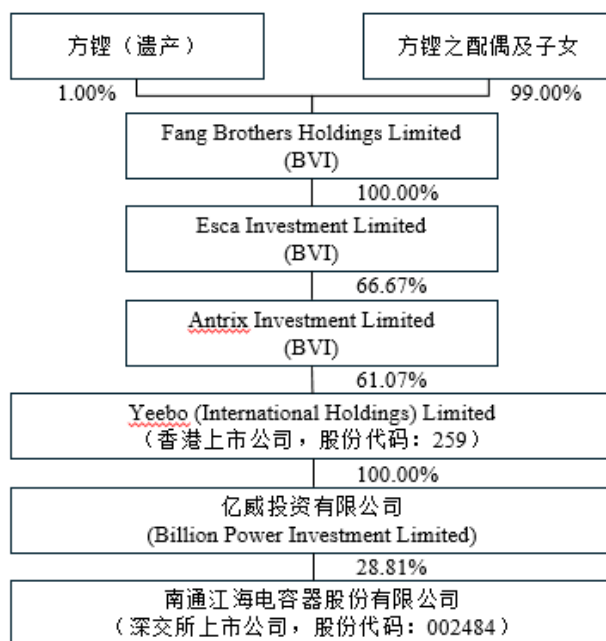 方铿（遗产）
方铿之配偶及子女
1.00%
99.00%
Fang Brothers Holdings Limited
(BVI)
100.00%
Esca Investment Limited
(BVI)
66.67%
Antrix Investment Limited
(BVI)
61.07%
Yeebo (International Holdings) Limited
（香港上市公司，股份代码：259）
100.00%
亿威投资有限公司
(Billion Power Investment Limited)
28.81%
南通江海电容器股份有限公司
（深交所上市公司，股份代码：002484）